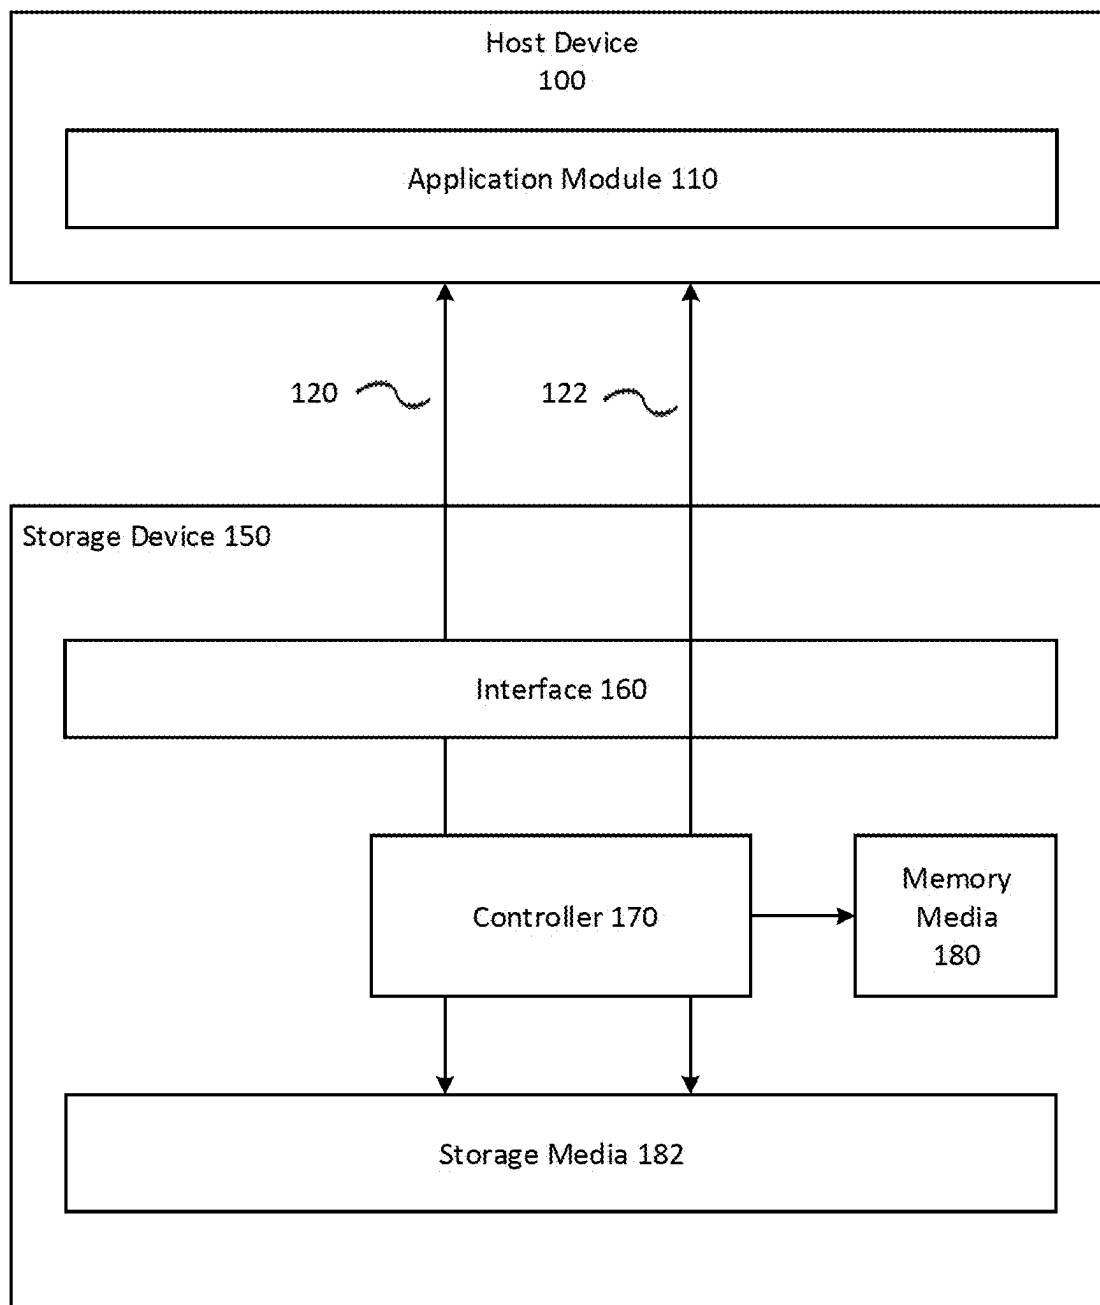 Host Device
100
Application Module 110
120
122
Storage Device 150
Interface 160
Controller 170
Memory
Media
180
Storage Media 182